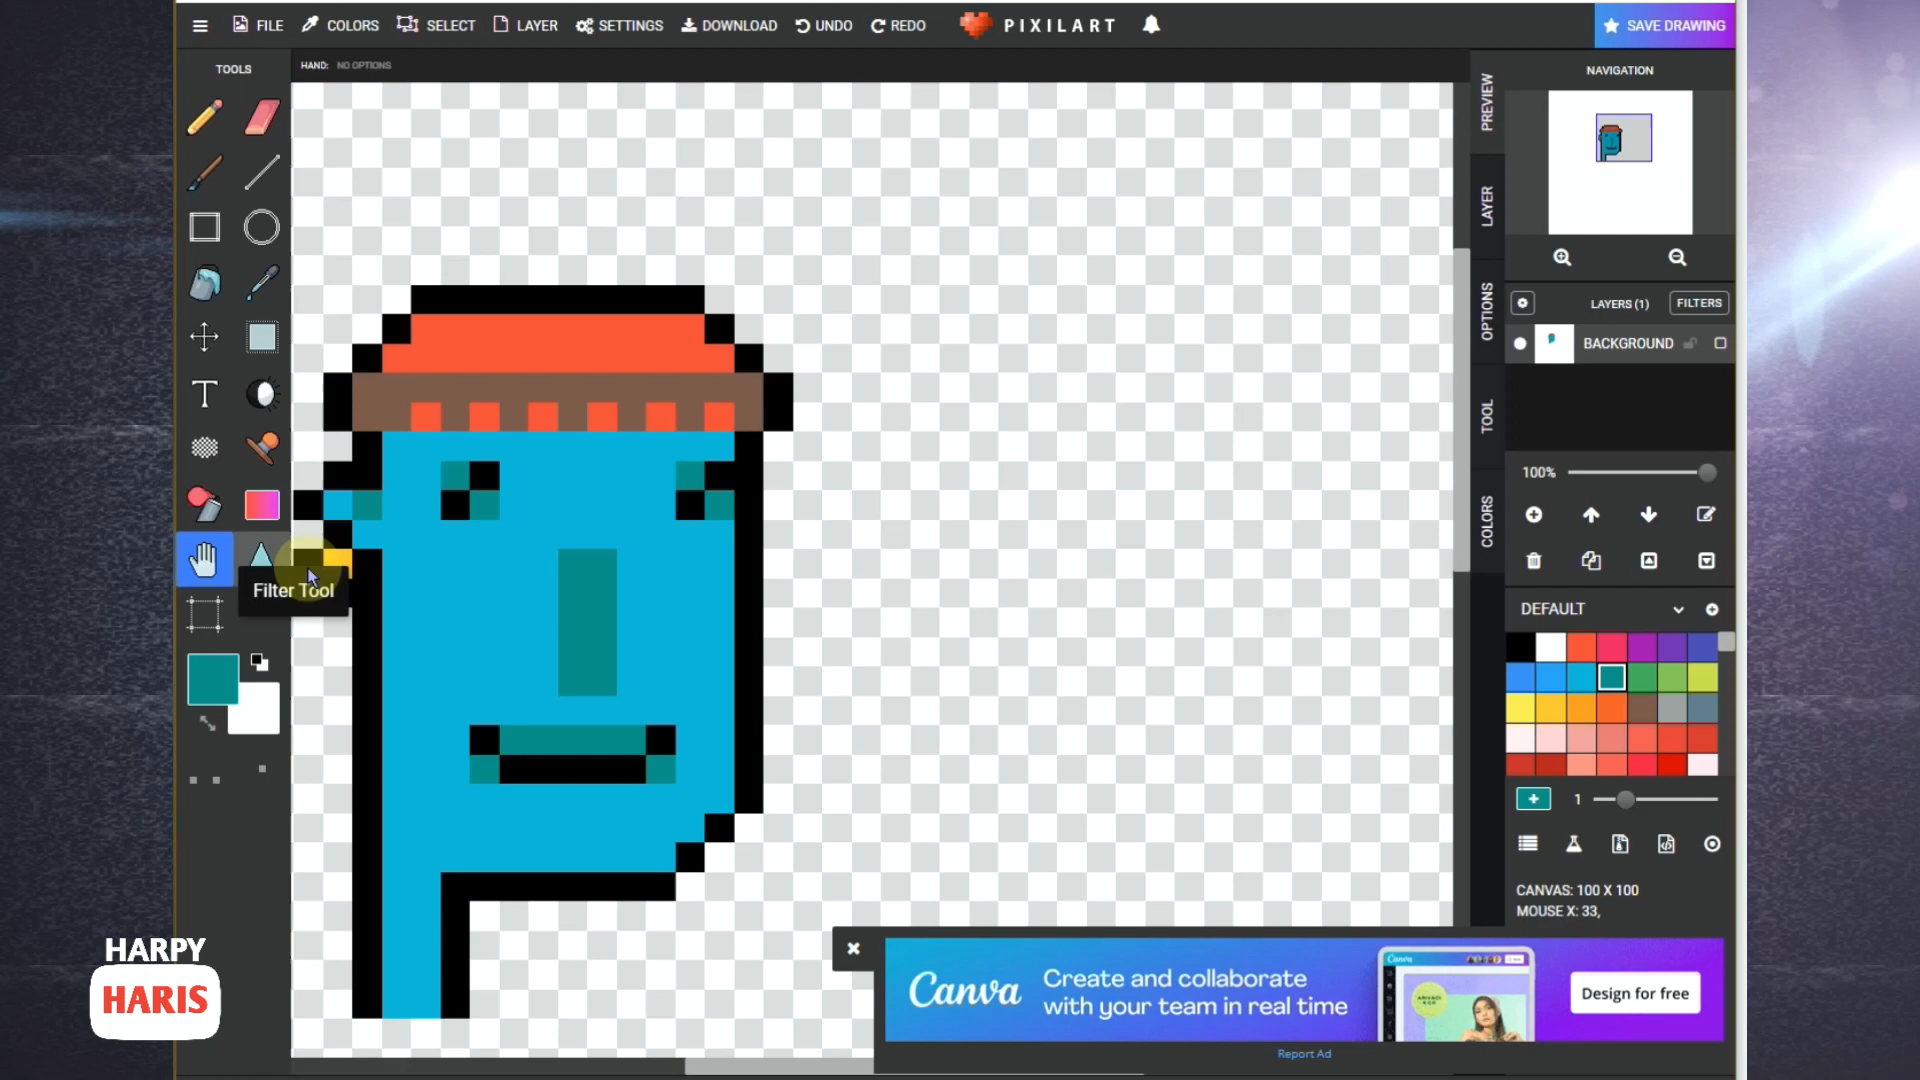 FILE
COLORS
SELECT
LAYER
SETTINGS
DOWNLOAD
UNDO
REDO
PIXILART
SAVE DRAWING
TOOLS
HAND: NO OPTIONS
Filter Tool
PREVIEW
LAYER
OPTIONS
TOOL
COLORS
NAVIGATION
LAYERS (1)
FILTERS
BACKGROUND
100%
DEFAULT
1
CANVAS: 100 X 100
MOUSE X: 33,
Canva
Create and collaborate
with your team in real time
Canva
Design for free
Report Ad
HARPY
HARIS